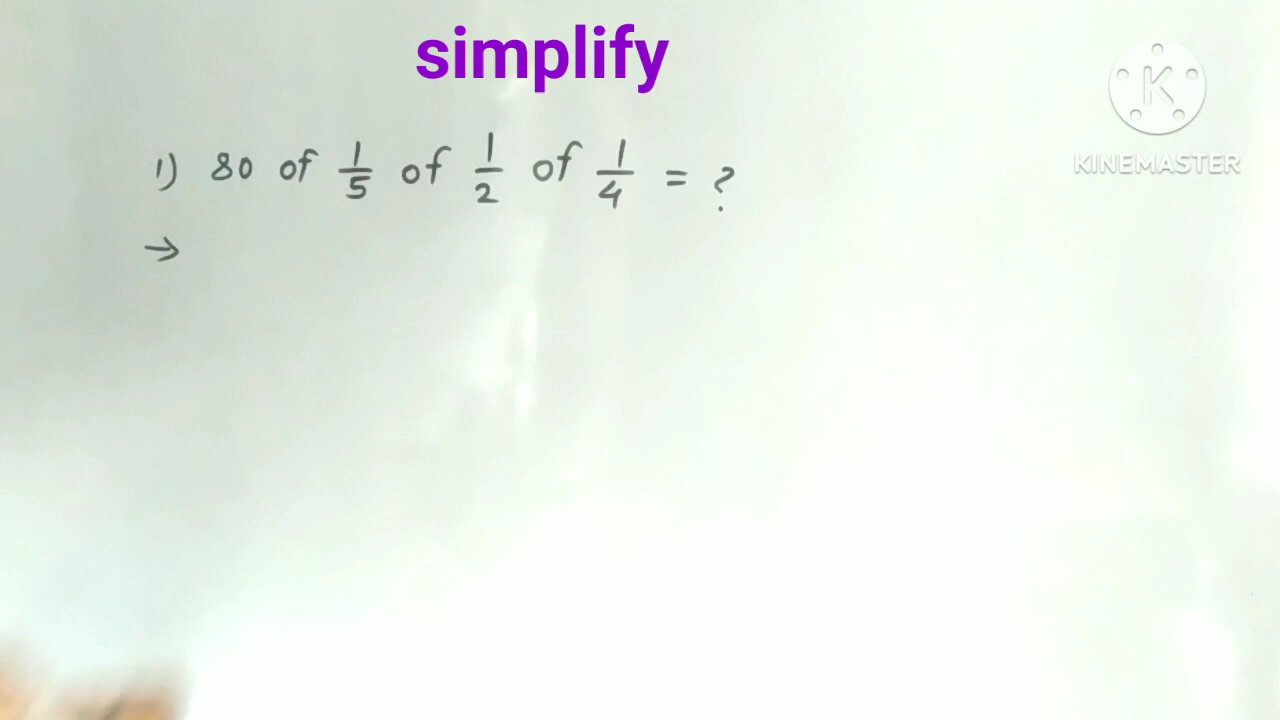 simplify
K
KINEMASTER
1) 80 of 1/5 of 1/2 of 1/4 = ?
→